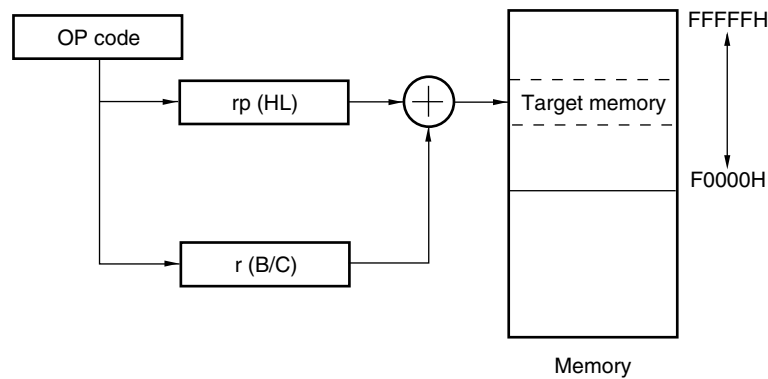 OP code
FFFFFH
rp (HL)
Target memory
F0000H
r (B/C)
Memory